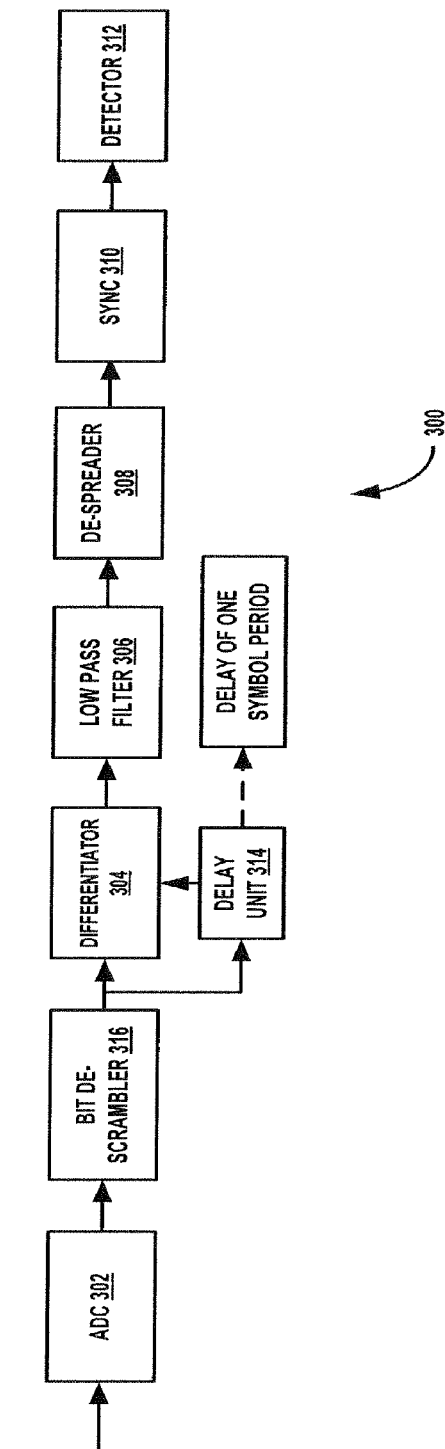 ADC 302
BIT DE-
SCRAMBLER 316
DIFFERENTIATOR
304
DELAY
UNIT 314
LOW PASS
FILTER 306
DELAY OF ONE
SYMBOL PERIOD
DE-SPREADER
308
SYNC 310
DETECTOR 312
300